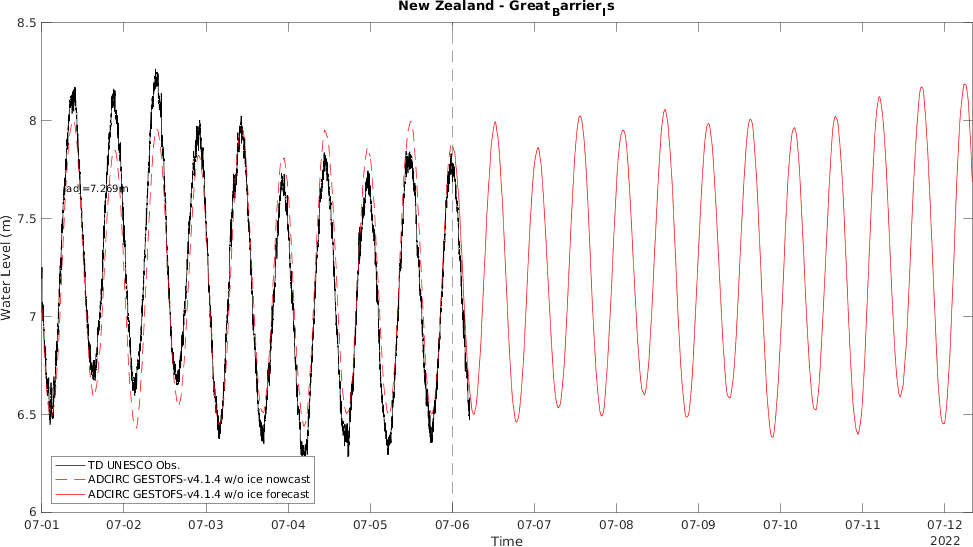 New Zealand - Great_Barrier_Is
8.5
8
7.5
7
6.5
6
Water Level (m)
adj=7.269m
TD UNESCO Obs.
ADCIRC GESTOFS-v4.1.4 w/o ice nowcast
ADCIRC GESTOFS-v4.1.4 w/o ice forecast
07-01 07-02 07-03 07-04 07-05 07-06 07-07 07-08 07-09 07-10 07-11 07-12
Time
2022